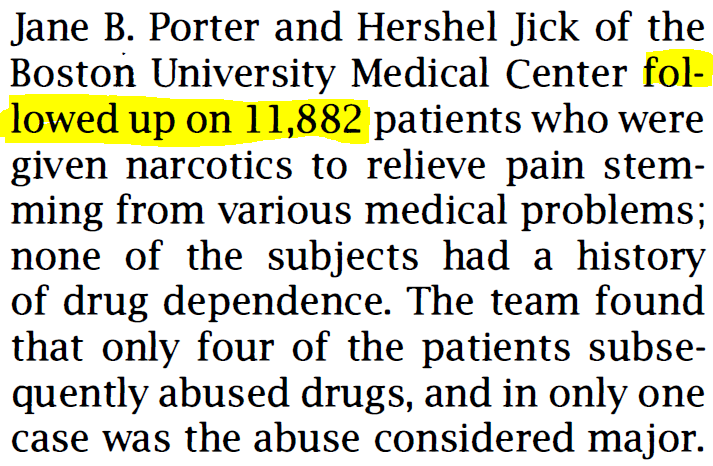 Jane B. Porter and Hershel Jick of the
Boston University Medical Center fol-
lowed up on 11,882 patients who were
given narcotics to relieve pain stem-
ming from various medical problems;
none of the subjects had a history
of drug dependence. The team found
that only four of the patients subse-
quently abused drugs, and in only one
case was the abuse considered major.